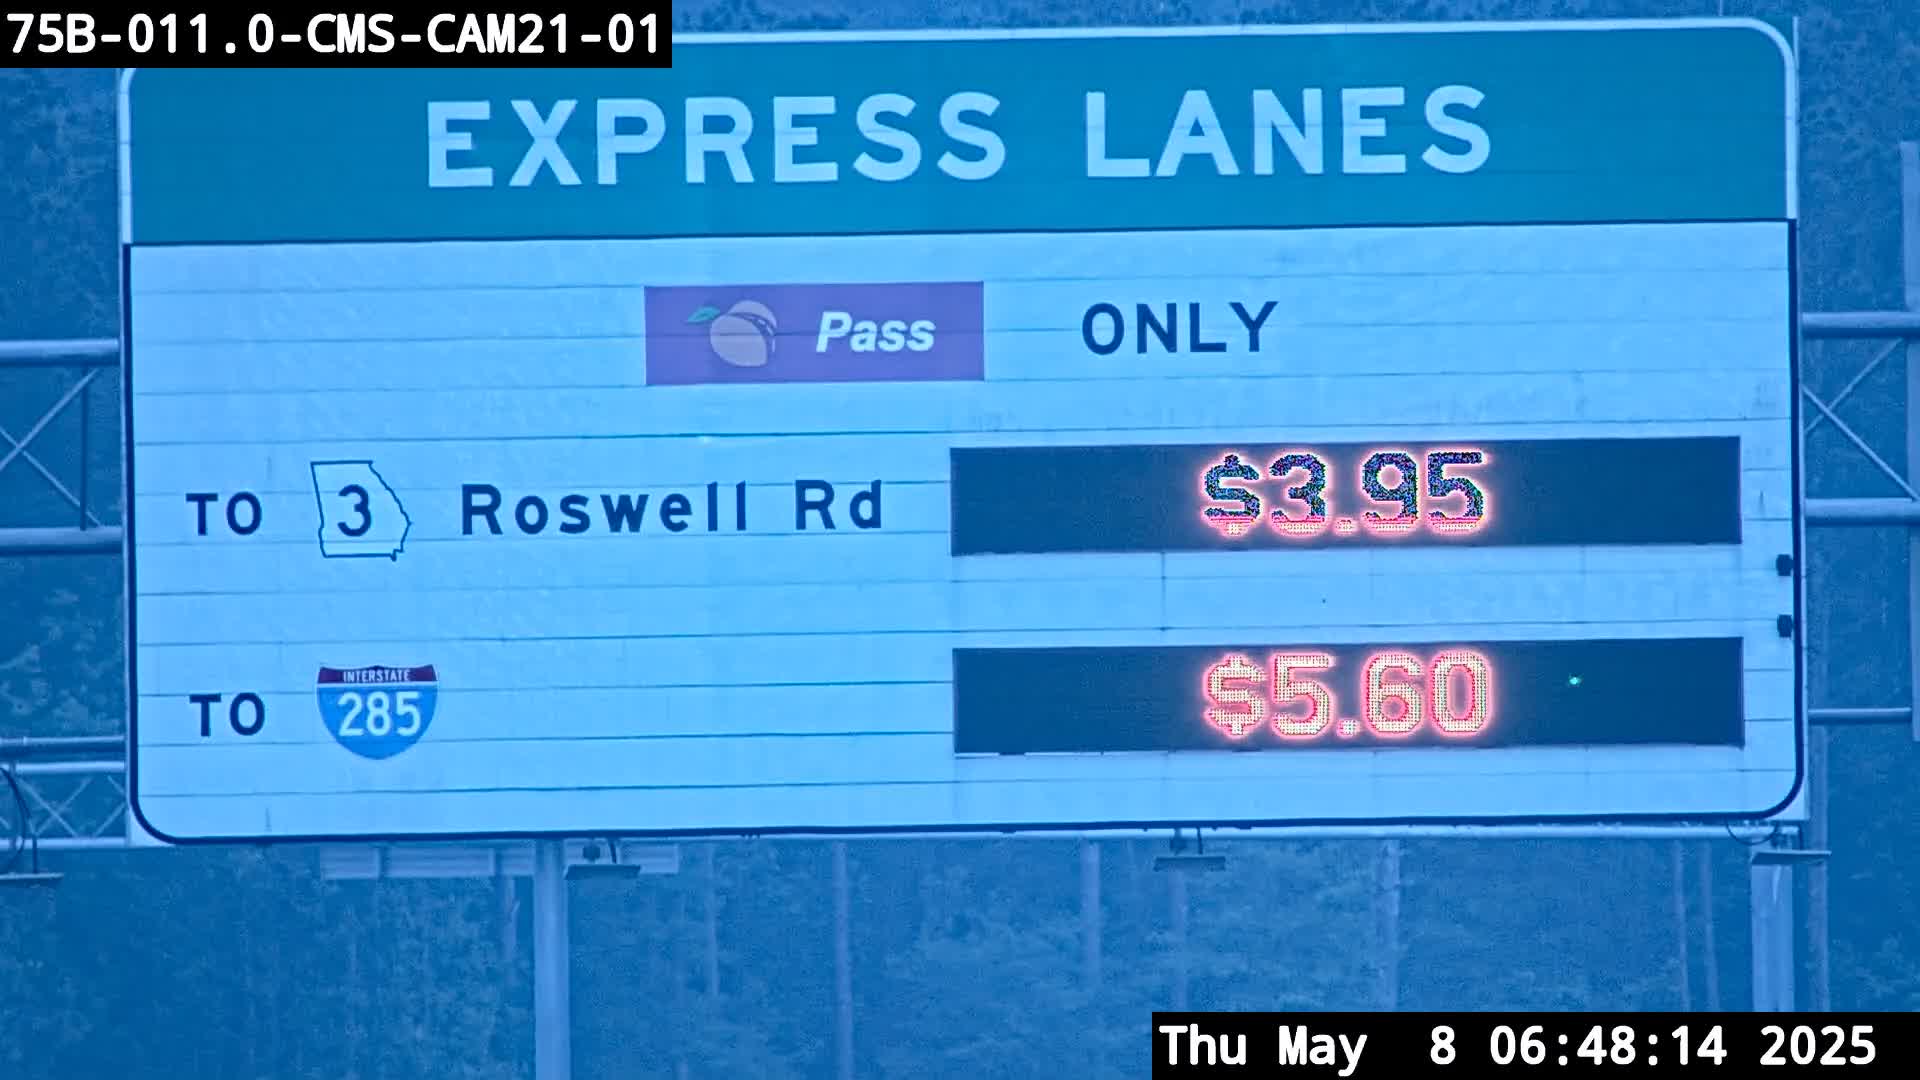 75B-011.0-CMS-CAM21-01
EXPRESS LANES
Pass ONLY
TO 3 Roswell Rd $3.95
INTERSTATE
TO 285 $5.60
Thu May 8 06:48:14 2025